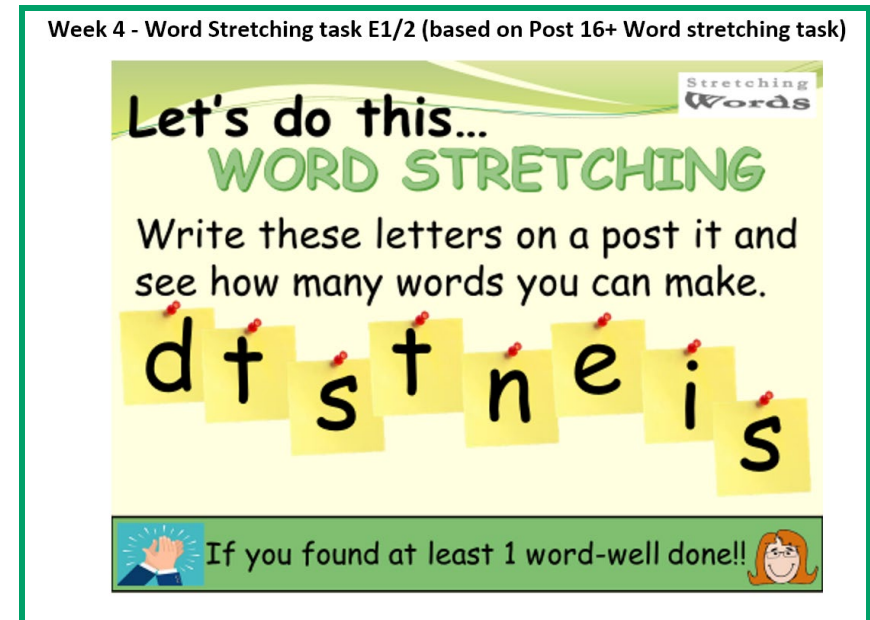 Week 4 - Word Stretching task E1/2 (based on Post 16+ Word stretching task)
Stretching
Words
Let's do this...
WORD STRETCHING
Write these letters on a post it and
see how many words you can make.
d t s t n e i s
If you found at least 1 word-well done!!